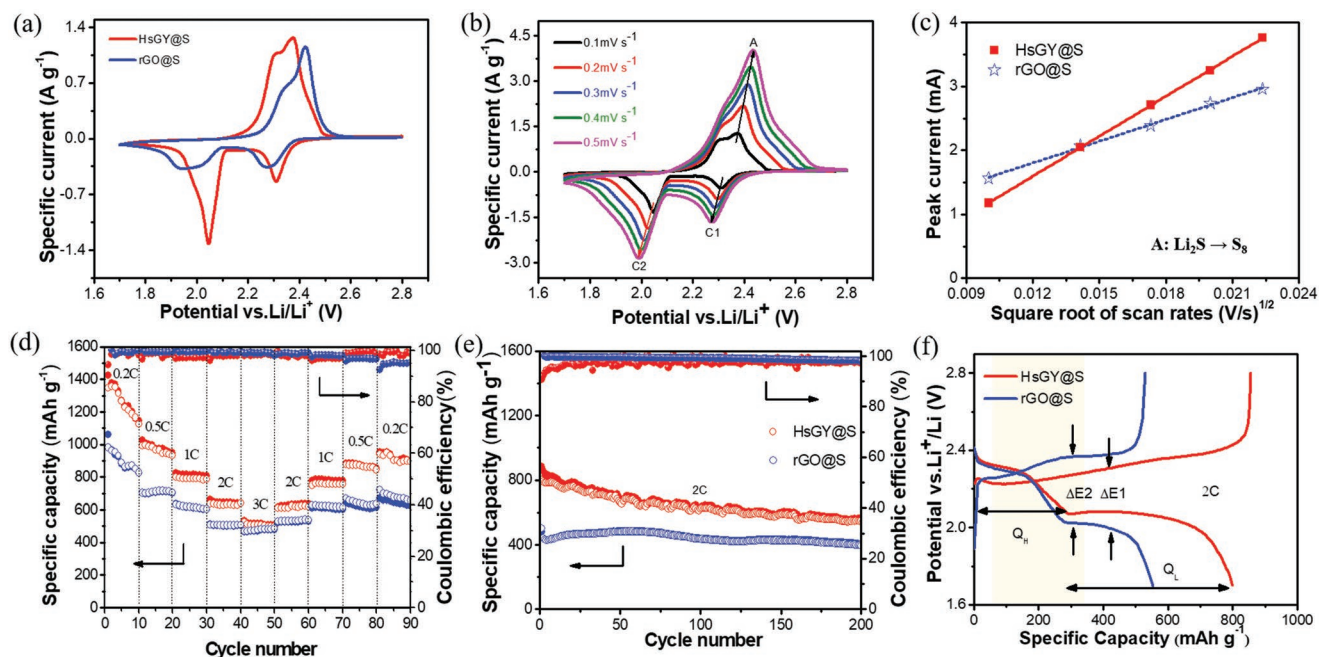 (a)
HsGY@S
rGO@S
Specific current (A g⁻¹)
1.4
0.7
0.0
-0.7
-1.4
1.6 1.8 2.0 2.2 2.4 2.6 2.8
Potential vs.Li/Li⁺ (V)
(b)
0.1mV s⁻¹
0.2mV s⁻¹
0.3mV s⁻¹
0.4mV s⁻¹
0.5mV s⁻¹
A
C1
C2
Specific current (A g⁻¹)
4.5
3.0
1.5
0.0
-1.5
-3.0
1.6 1.8 2.0 2.2 2.4 2.6 2.8
Potential vs.Li/Li⁺ (V)
(c)
HsGY@S
rGO@S
Peak current (mA)
4
3
2
1
0
A: Li₂S → S₈
0.009 0.012 0.015 0.018 0.021 0.024
Square root of scan rates (V/s)¹ᐟ²
(d)
Specific capacity (mAh g⁻¹)
1600
1400
1200
1000
800
600
400
200
0
0.2C
0.5C
1C
2C
3C
2C
1C
0.5C
0.2C
100
80
60
40
20
0
Coulombic efficiency(%)
0 10 20 30 40 50 60 70 80 90
Cycle number
(e)
Specific capacity (mAh g-¹)
1600
1200
800
400
0
HsGY@S
rGO@S
2C
100
80
60
40
20
0
Coulombic efficiency (%)
0 50 100 150 200
Cycle number
(f)
HsGY@S
rGO@S
Potential vs.Li⁺/Li (V)
2.8
2.4
2.0
1.6
ΔE2 ΔE1
2C
Q_H
Q_L
0 200 400 600 800 1000
Specific Capacity (mAh g⁻¹)